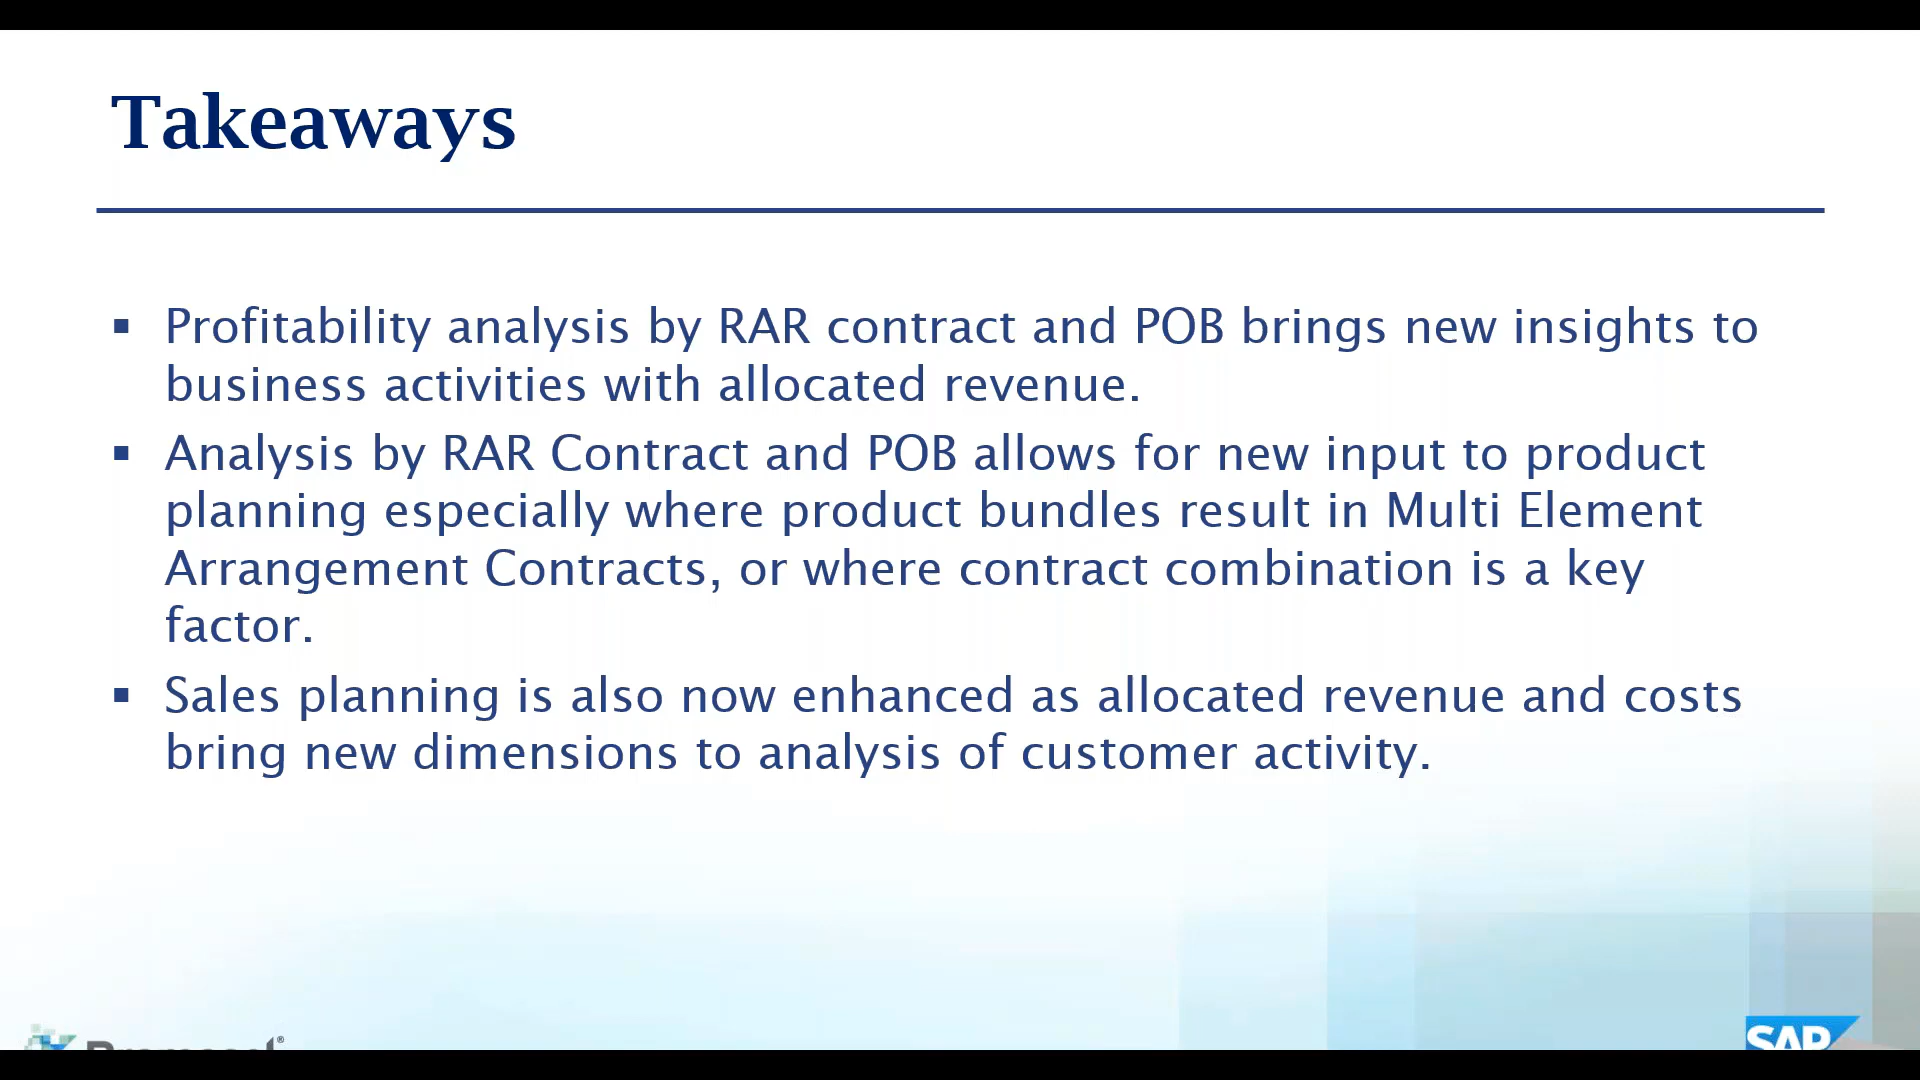 Takeaways
▪ Profitability analysis by RAR contract and POB brings new insights to
business activities with allocated revenue.
▪ Analysis by RAR Contract and POB allows for new input to product
planning especially where product bundles result in Multi Element
Arrangement Contracts, or where contract combination is a key
factor.
▪ Sales planning is also now enhanced as allocated revenue and costs
bring new dimensions to analysis of customer activity.
SAP